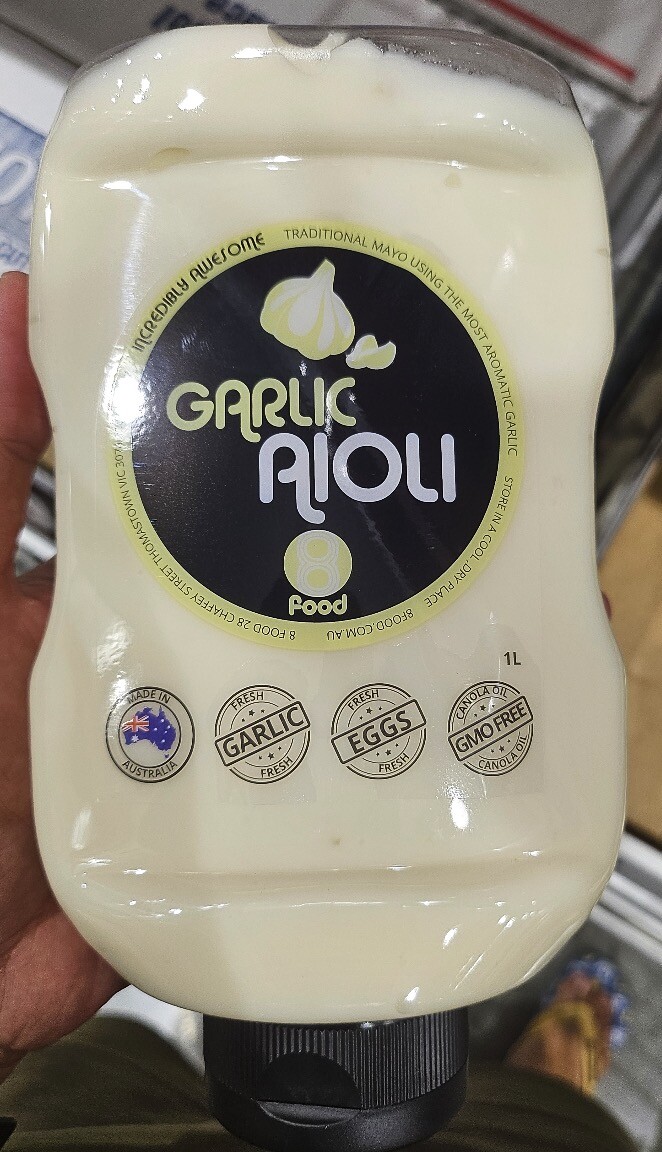 INCREDIBLY AWESOME
TRADITIONAL MAYO USING THE MOST AROMATIC GARLIC
STORE IN A COOL, DRY PLACE
8FOOD.COM.AU
8 FOOD 28 CHAFFEY STREET THOMASTOWN VIC
GARLIC
AIOLI
8
food
1L
MADE IN
AUSTRALIA
FRESH
GARLIC
FRESH
FRESH
EGGS
FRESH
CANOLA OIL
GMO FREE
CANOLA OIL